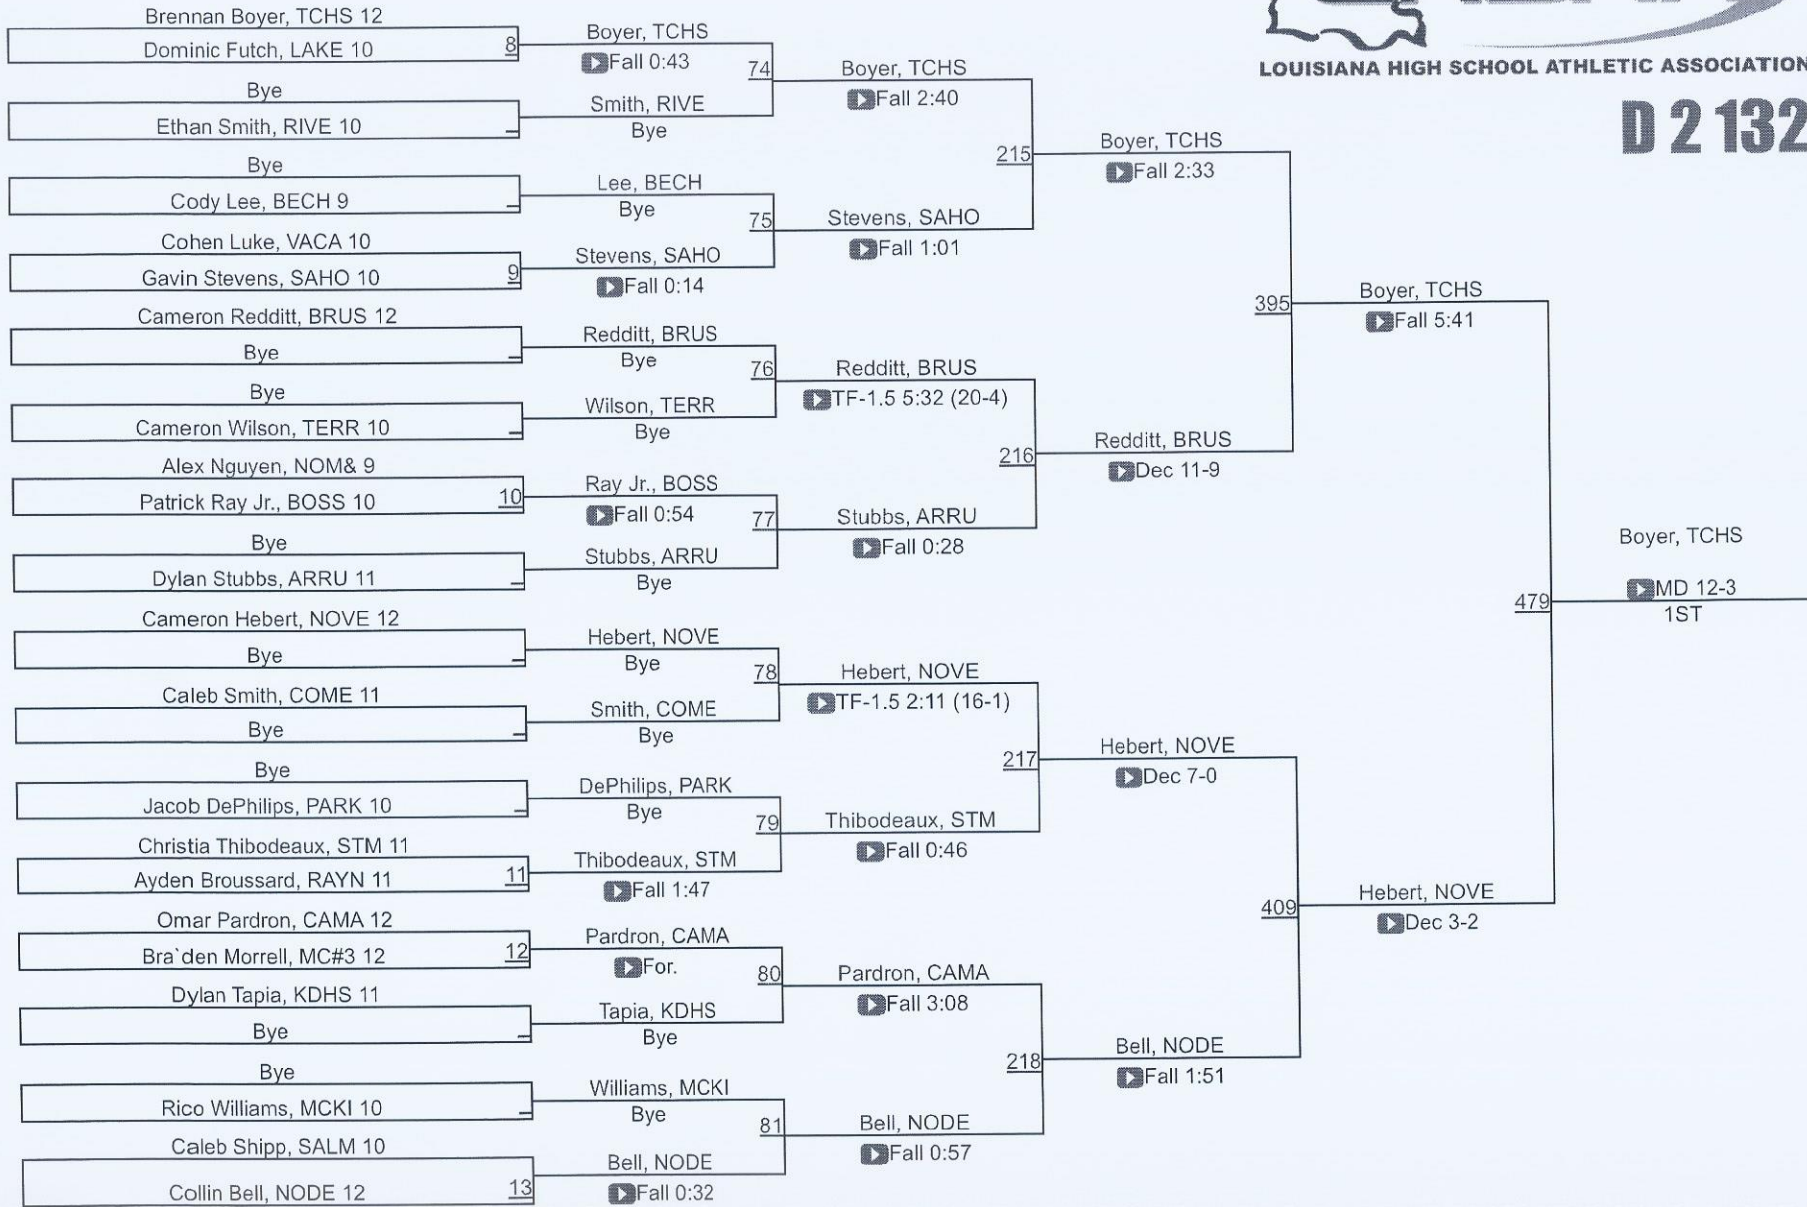 LOUISIANA HIGH SCHOOL ATHLETIC ASSOCIATION
D 2 132
Brennan Boyer, TCHS 12
Dominic Futch, LAKE 10
8
Bye
Ethan Smith, RIVE 10
Bye
Cody Lee, BECH 9
Cohen Luke, VACA 10
Gavin Stevens, SAHO 10
9
Cameron Redditt, BRUS 12
Bye
Bye
Cameron Wilson, TERR 10
Alex Nguyen, NOM& 9
Patrick Ray Jr., BOSS 10
10
Bye
Dylan Stubbs, ARRU 11
Cameron Hebert, NOVE 12
Bye
Caleb Smith, COME 11
Bye
Bye
Jacob DePhilips, PARK 10
Christia Thibodeaux, STM 11
Ayden Broussard, RAYN 11
11
Omar Pardron, CAMA 12
Bra`den Morrell, MC#3 12
12
Dylan Tapia, KDHS 11
Bye
Bye
Rico Williams, MCKI 10
Caleb Shipp, SALM 10
Collin Bell, NODE 12
13
Boyer, TCHS
Fall 0:43
74
Smith, RIVE
Bye
Lee, BECH
Bye
75
Stevens, SAHO
Fall 0:14
Redditt, BRUS
Bye
76
Wilson, TERR
Bye
Ray Jr., BOSS
Fall 0:54
77
Stubbs, ARRU
Bye
Hebert, NOVE
Bye
78
Smith, COME
Bye
DePhilips, PARK
Bye
79
Thibodeaux, STM
Fall 1:47
Pardron, CAMA
For.
80
Tapia, KDHS
Bye
Williams, MCKI
Bye
81
Bell, NODE
Fall 0:32
Boyer, TCHS
Fall 2:40
215
Stevens, SAHO
Fall 1:01
Redditt, BRUS
TF-1.5 5:32 (20-4)
216
Stubbs, ARRU
Fall 0:28
Hebert, NOVE
TF-1.5 2:11 (16-1)
217
Thibodeaux, STM
Fall 0:46
Pardron, CAMA
Fall 3:08
218
Bell, NODE
Fall 0:57
Boyer, TCHS
Fall 2:33
395
Redditt, BRUS
Dec 11-9
Hebert, NOVE
Dec 7-0
409
Bell, NODE
Fall 1:51
Boyer, TCHS
Fall 5:41
479
Hebert, NOVE
Dec 3-2
Boyer, TCHS
MD 12-3
1ST